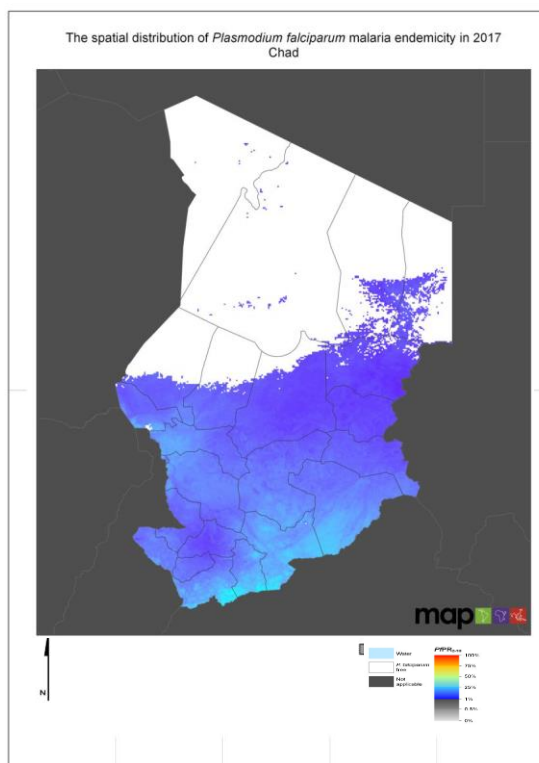 The spatial distribution of Plasmodium falciparum malaria endemicity in 2017
Chad
map
N
Water
P. falciparum
free
Not
applicable
100%
70%
50%
25%
1%
0%